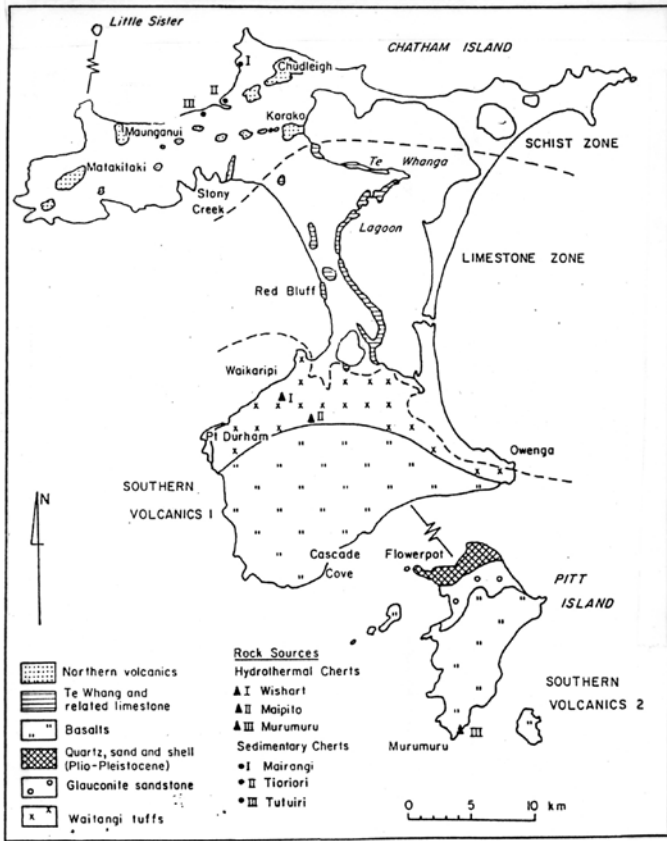 Little Sister
CHATHAM ISLAND
I
Chudleigh
II
III
Karako
Maunganui
SCHIST ZONE
Te Whanga
Matakitaki
Stony
Creek
Lagoon
LIMESTONE ZONE
Red Bluff
Waikaripi
I
II
Pt Durham
Owenga
SOUTHERN
VOLCANICS 1
N
Cascade
Cove
Flowerpot
PITT
ISLAND
SOUTHERN
VOLCANICS 2
Murumuru
III
Northern volcanics
Te Whang and
related limestone
Basalts
Quartz, sand and shell
(Plio-Pleistocene)
Glauconite sandstone
Waitangi tuffs
Rock Sources
Hydrothermal Cherts
I Wishart
II Maipito
III Murumuru
Sedimentary Cherts
I Mairangi
II Tioriori
III Tutuiri
0 5 10
km